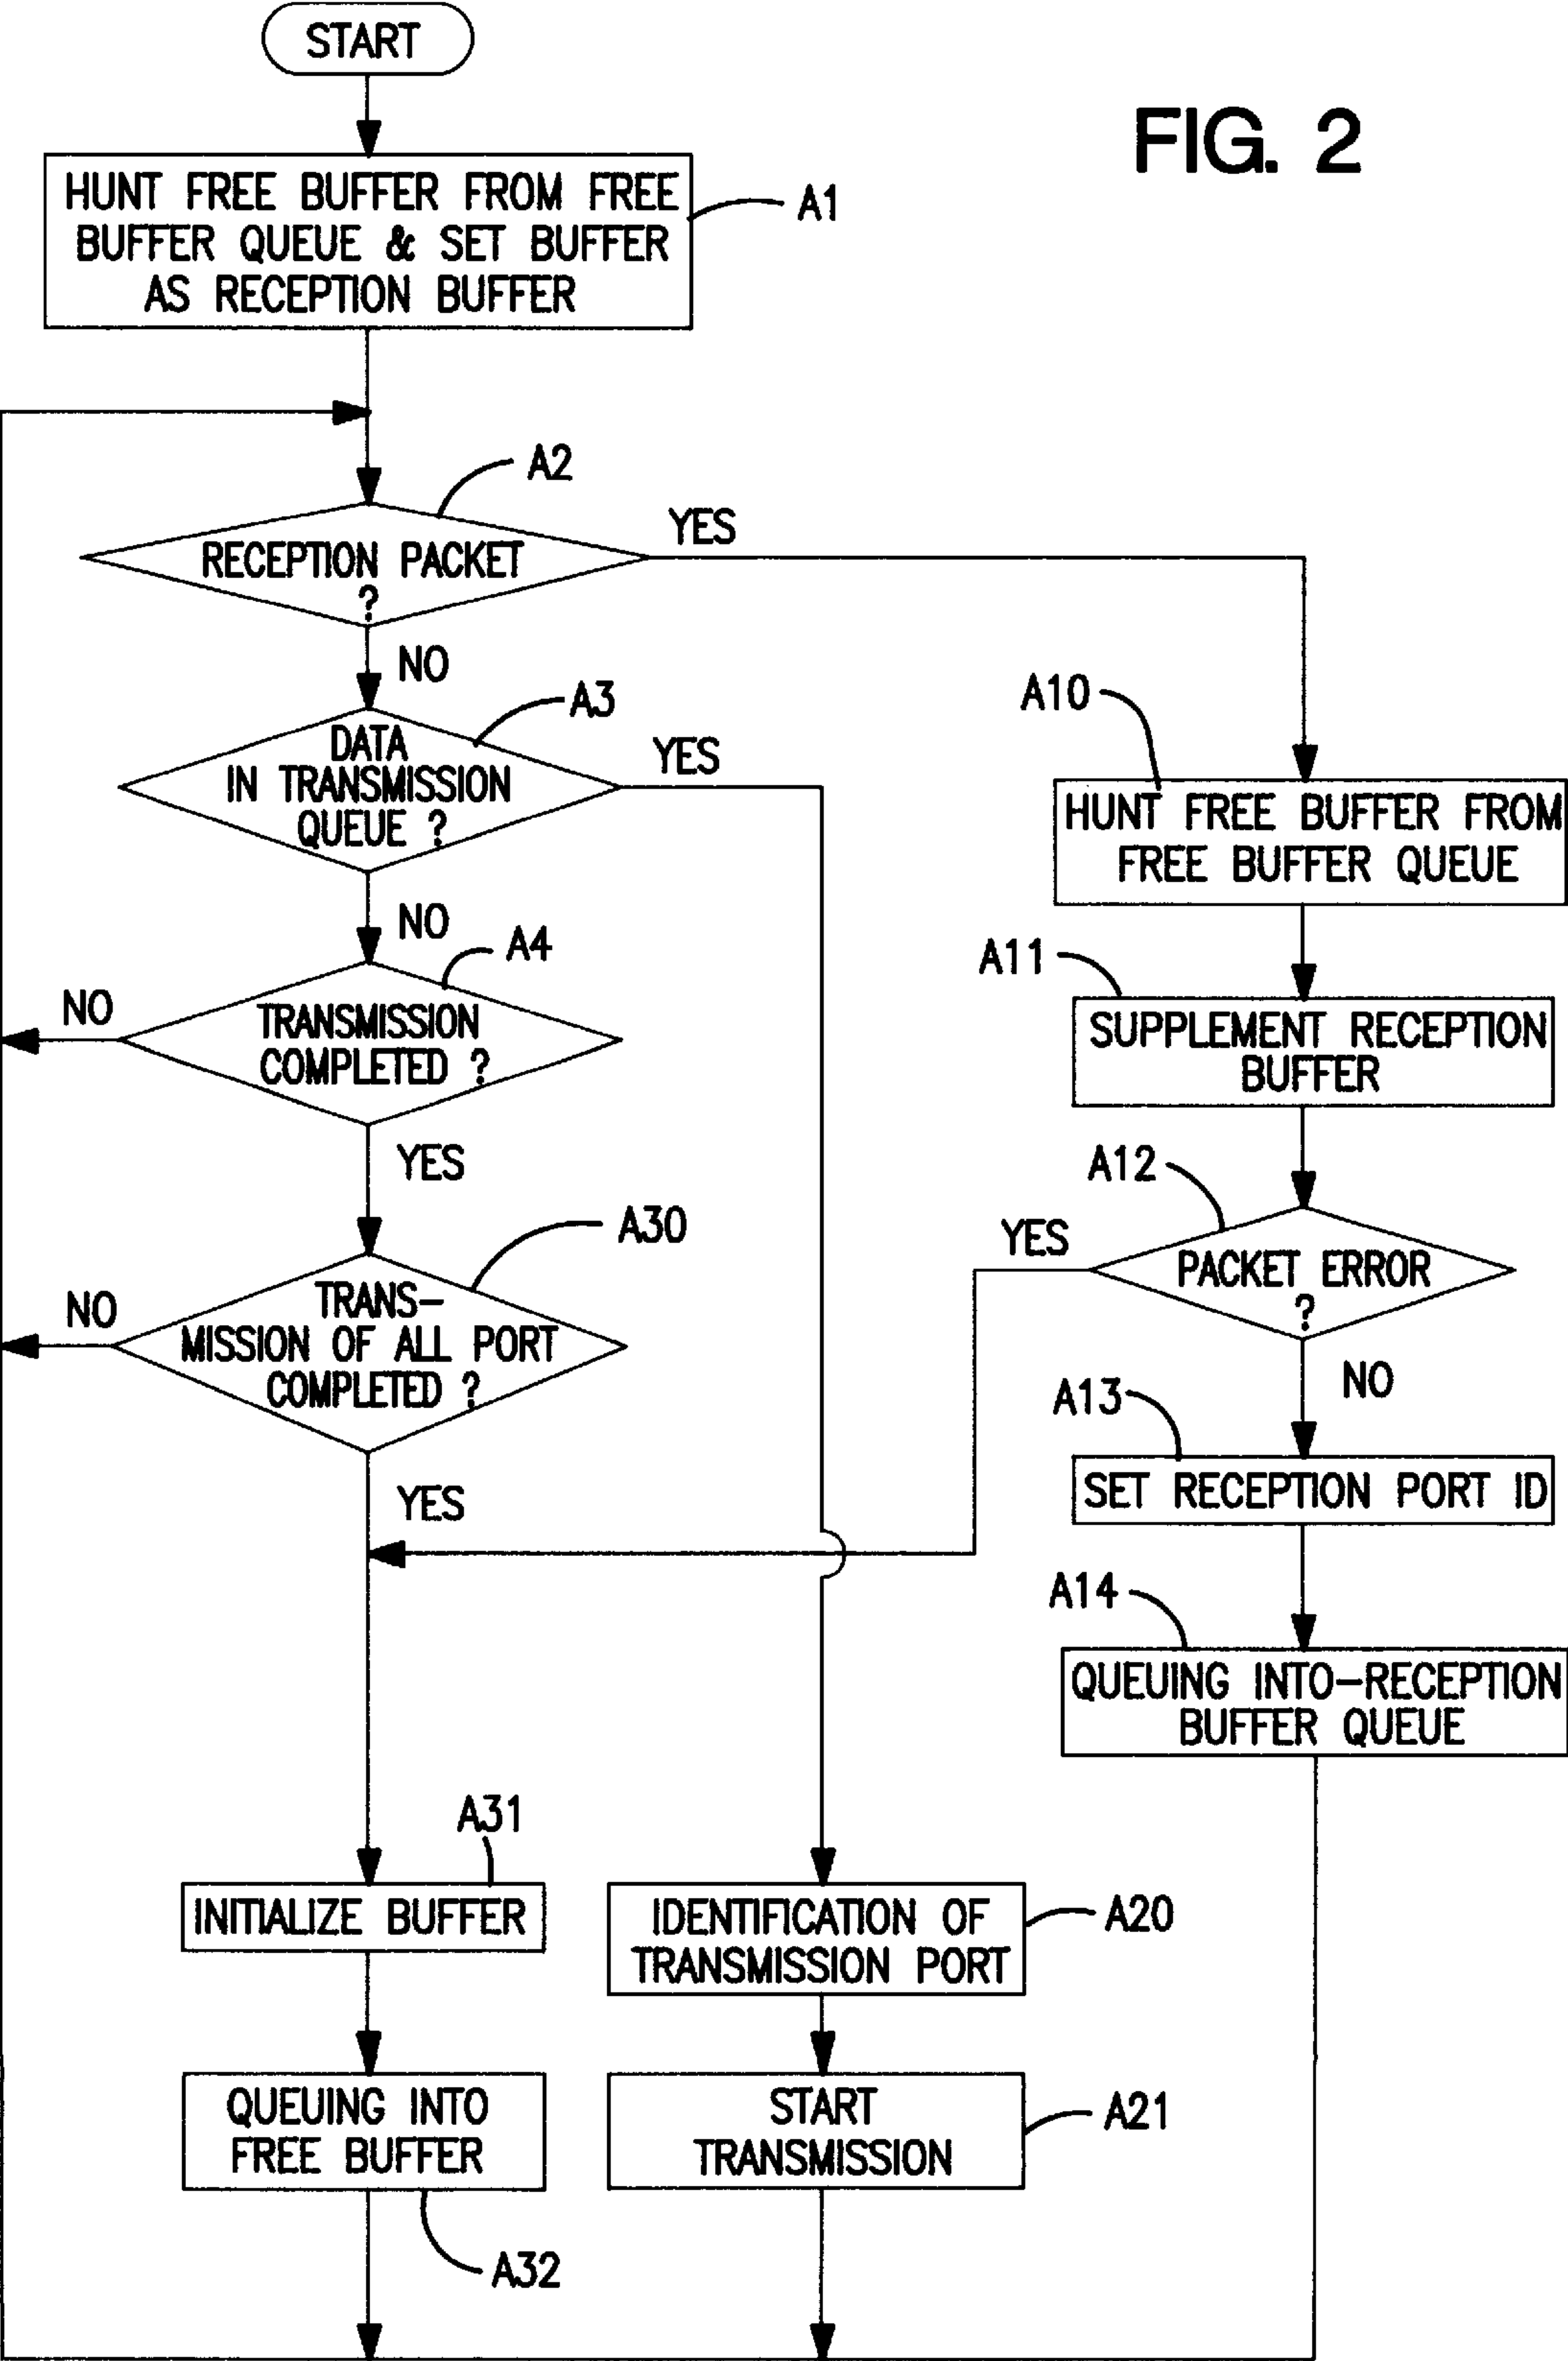 START
FIG. 2
HUNT FREE BUFFER FROM FREE
BUFFER QUEUE & SET BUFFER
AS RECEPTION BUFFER
A1
A2
RECEPTION PACKET
?
YES
NO
A3
DATA
IN TRANSMISSION
QUEUE ?
YES
NO
A10
HUNT FREE BUFFER FROM
FREE BUFFER QUEUE
A4
TRANSMISSION
COMPLETED ?
NO
YES
A11
SUPPLEMENT RECEPTION
BUFFER
A12
PACKET ERROR
?
YES
NO
A30
TRANS-
MISSION OF ALL PORT
COMPLETED ?
NO
YES
A13
SET RECEPTION PORT ID
A14
QUEUING INTO-RECEPTION
BUFFER QUEUE
A31
INITIALIZE BUFFER
IDENTIFICATION OF
TRANSMISSION PORT
A20
QUEUING INTO
FREE BUFFER
A32
START
TRANSMISSION
A21